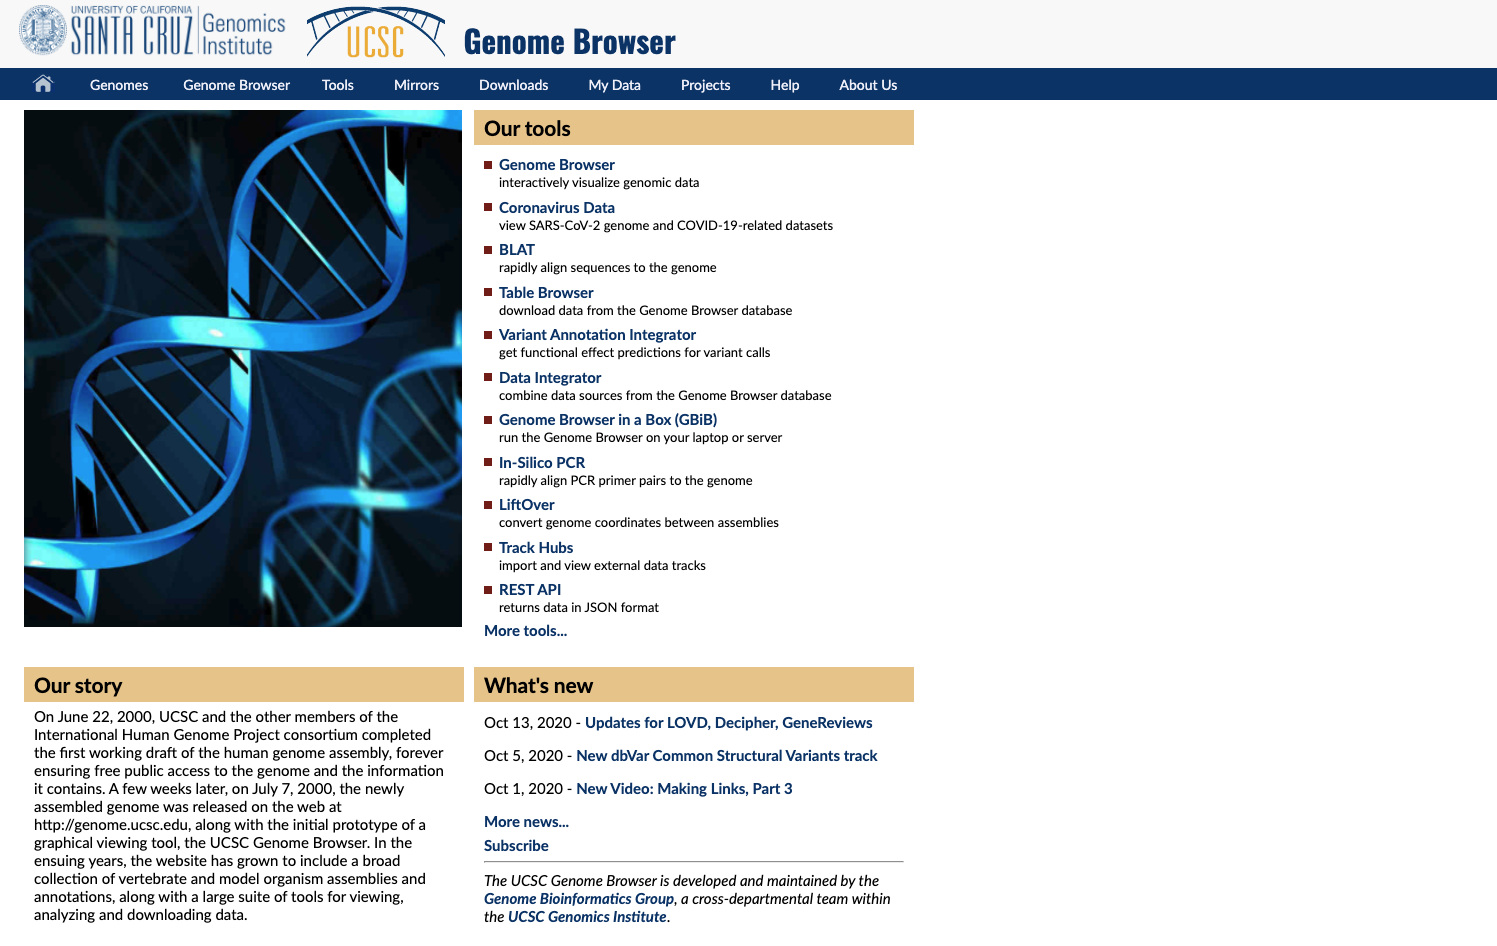 UNIVERSITY OF CALIFORNIA
SANTA CRUZ
Genomics
Institute
UCSC
Genome Browser
Genomes Genome Browser Tools Mirrors Downloads My Data Projects Help About Us
Our tools
Genome Browser
interactively visualize genomic data
Coronavirus Data
view SARS-CoV-2 genome and COVID-19-related datasets
BLAT
rapidly align sequences to the genome
Table Browser
download data from the Genome Browser database
Variant Annotation Integrator
get functional effect predictions for variant calls
Data Integrator
combine data sources from the Genome Browser database
Genome Browser in a Box (GBiB)
run the Genome Browser on your laptop or server
In-Silico PCR
rapidly align PCR primer pairs to the genome
LiftOver
convert genome coordinates between assemblies
Track Hubs
import and view external data tracks
REST API
returns data in JSON format
More tools...
Our story
On June 22, 2000, UCSC and the other members of the
International Human Genome Project consortium completed
the first working draft of the human genome assembly, forever
ensuring free public access to the genome and the information
it contains. A few weeks later, on July 7, 2000, the newly
assembled genome was released on the web at
http://genome.ucsc.edu, along with the initial prototype of a
graphical viewing tool, the UCSC Genome Browser. In the
ensuing years, the website has grown to include a broad
collection of vertebrate and model organism assemblies and
annotations, along with a large suite of tools for viewing,
analyzing and downloading data.
What's new
Oct 13, 2020 - Updates for LOVD, Decipher, GeneReviews
Oct 5, 2020 - New dbVar Common Structural Variants track
Oct 1, 2020 - New Video: Making Links, Part 3
More news...
Subscribe
The UCSC Genome Browser is developed and maintained by the
Genome Bioinformatics Group, a cross-departmental team within
the UCSC Genomics Institute.